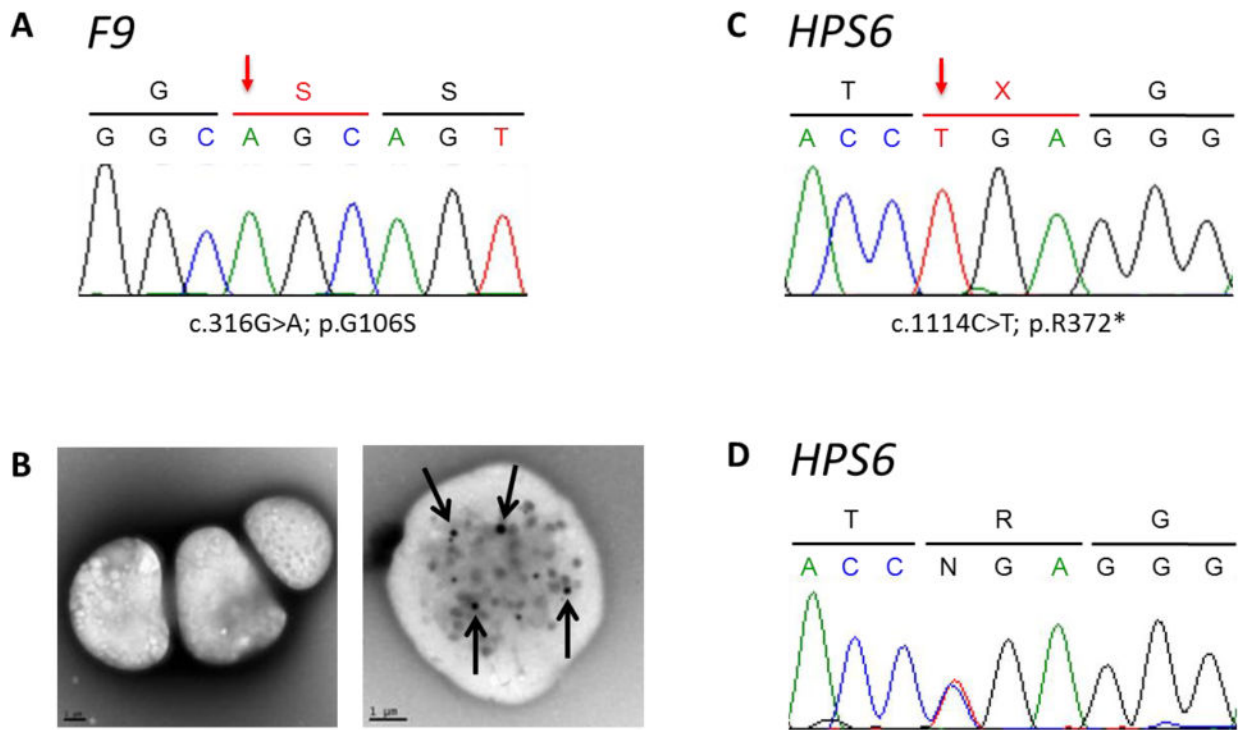 A
F9
G S S
G G C A G C A G T
c.316G>A; p.G106S
C
HPS6
T X G
A C C T G A G G G
c.1114C>T; p.R372*
B
1 µm
D
HPS6
T R G
A C C N G A G G G